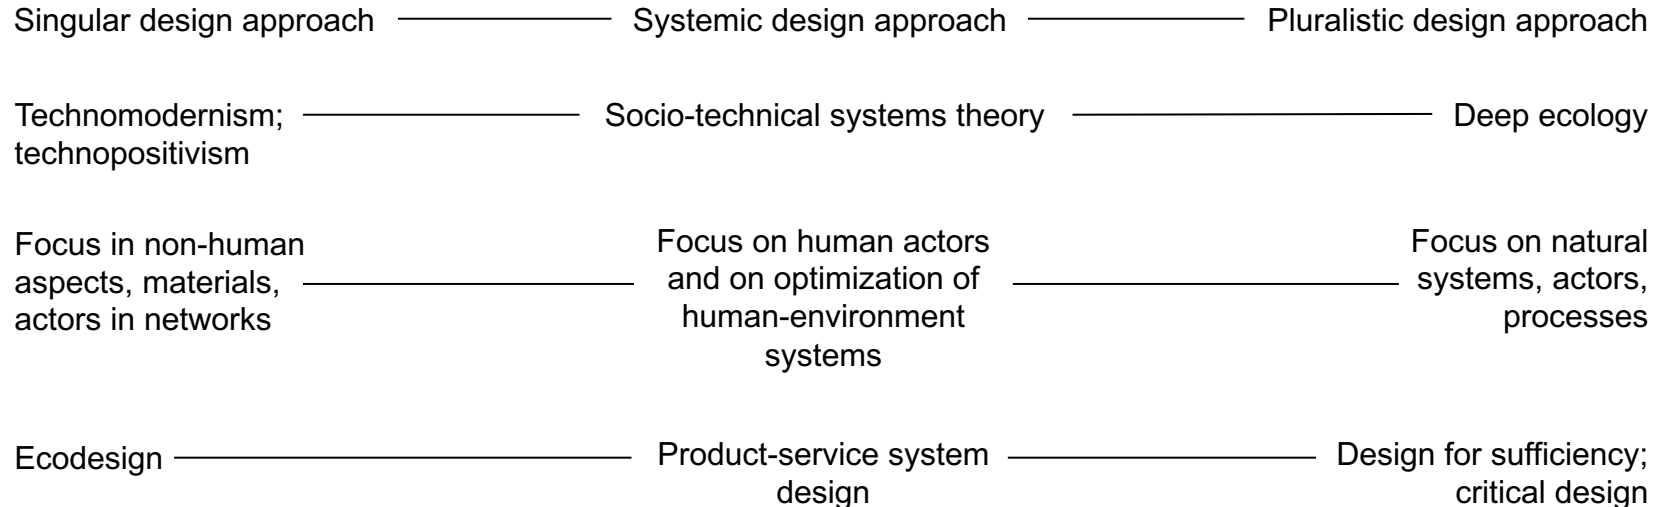 Singular design approach
Systemic design approach
Pluralistic design approach
Technomodernism;
technopositivism
Socio-technical systems theory
Deep ecology
Focus in non-human
aspects, materials,
actors in networks
Focus on human actors
and on optimization of
human-environment
systems
Focus on natural
systems, actors,
processes
Ecodesign
Product-service system
design
Design for sufficiency;
critical design